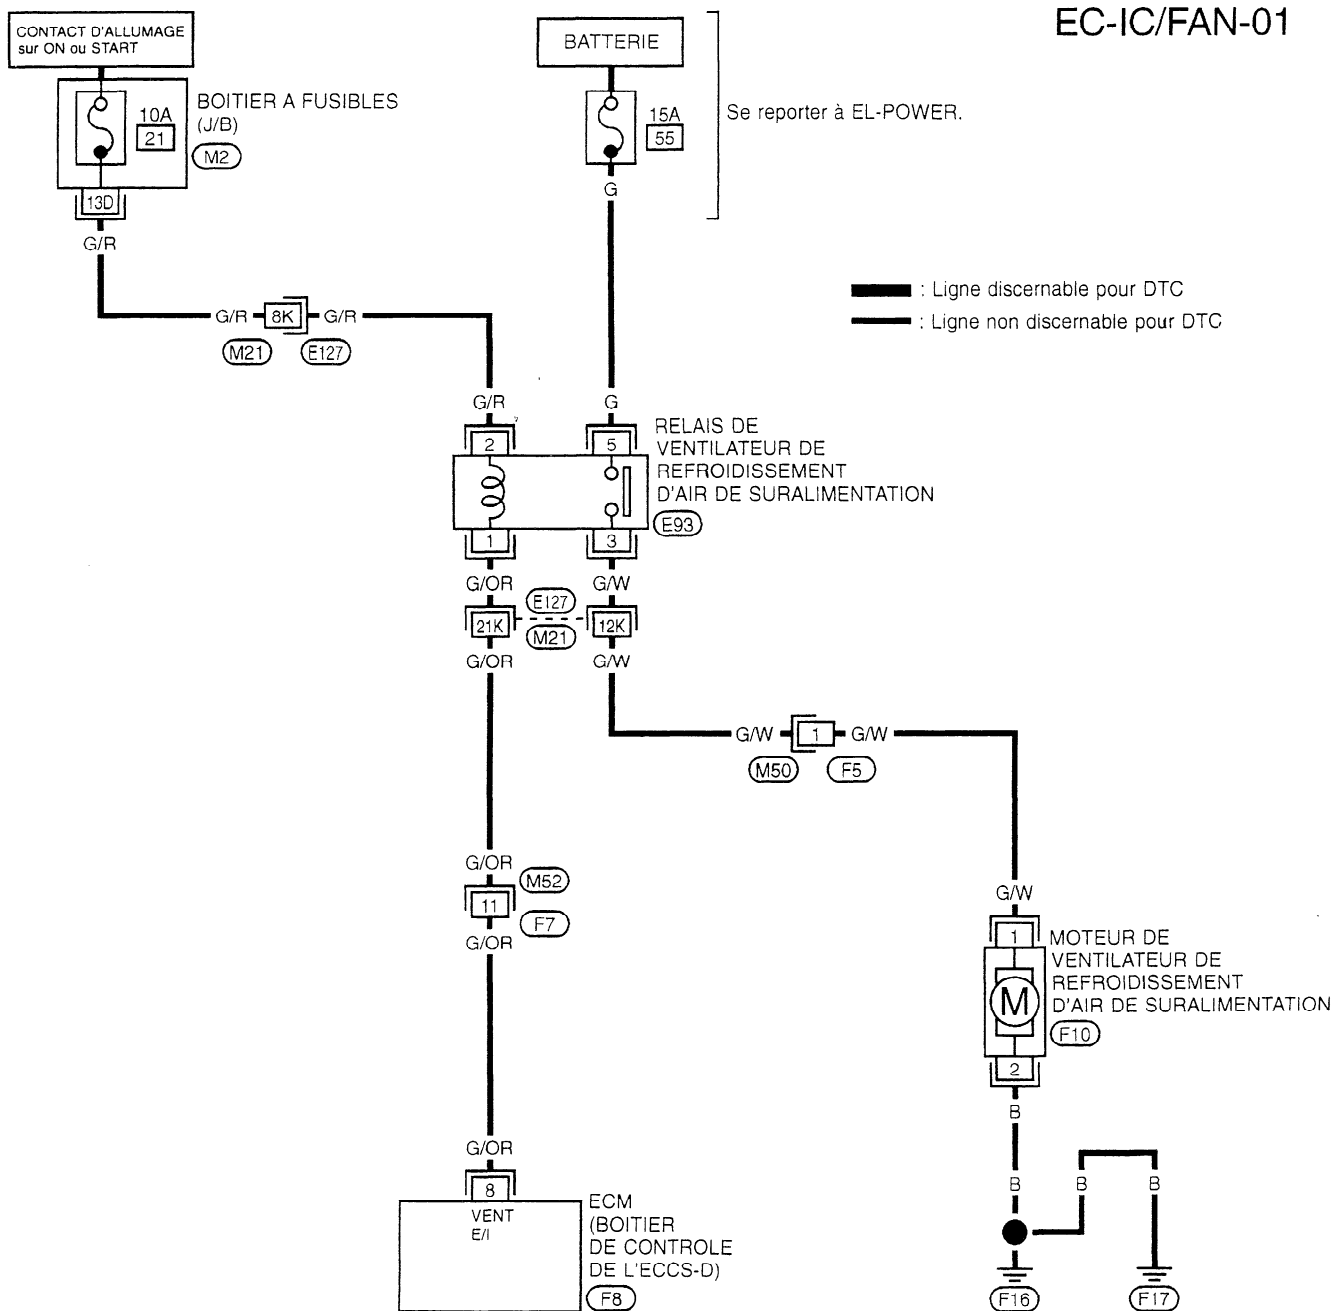 EC-IC/FAN-01
CONTACT D'ALLUMAGE
sur ON ou START
BATTERIE
10A
21
BOITIER A FUSIBLES
(J/B)
M2
15A
55
Se reporter à EL-POWER.
13D
G
G/R
: Ligne discernable pour DTC
: Ligne non discernable pour DTC
G/R
8K
G/R
M21
E127
G/R
G
2
5
RELAIS DE
VENTILATEUR DE
REFROIDISSEMENT
D'AIR DE SURALIMENTATION
E93
1
3
G/OR
G/W
E127
21K
12K
M21
G/OR
G/W
G/W
1
G/W
M50
F5
G/OR
M52
11
F7
G/OR
G/W
1
MOTEUR DE
VENTILATEUR DE
REFROIDISSEMENT
D'AIR DE SURALIMENTATION
M
F10
2
B
G/OR
8
VENT
E/I
ECM
(BOITIER
DE CONTROLE
DE L'ECCS-D)
F8
B
B
B
F16
F17